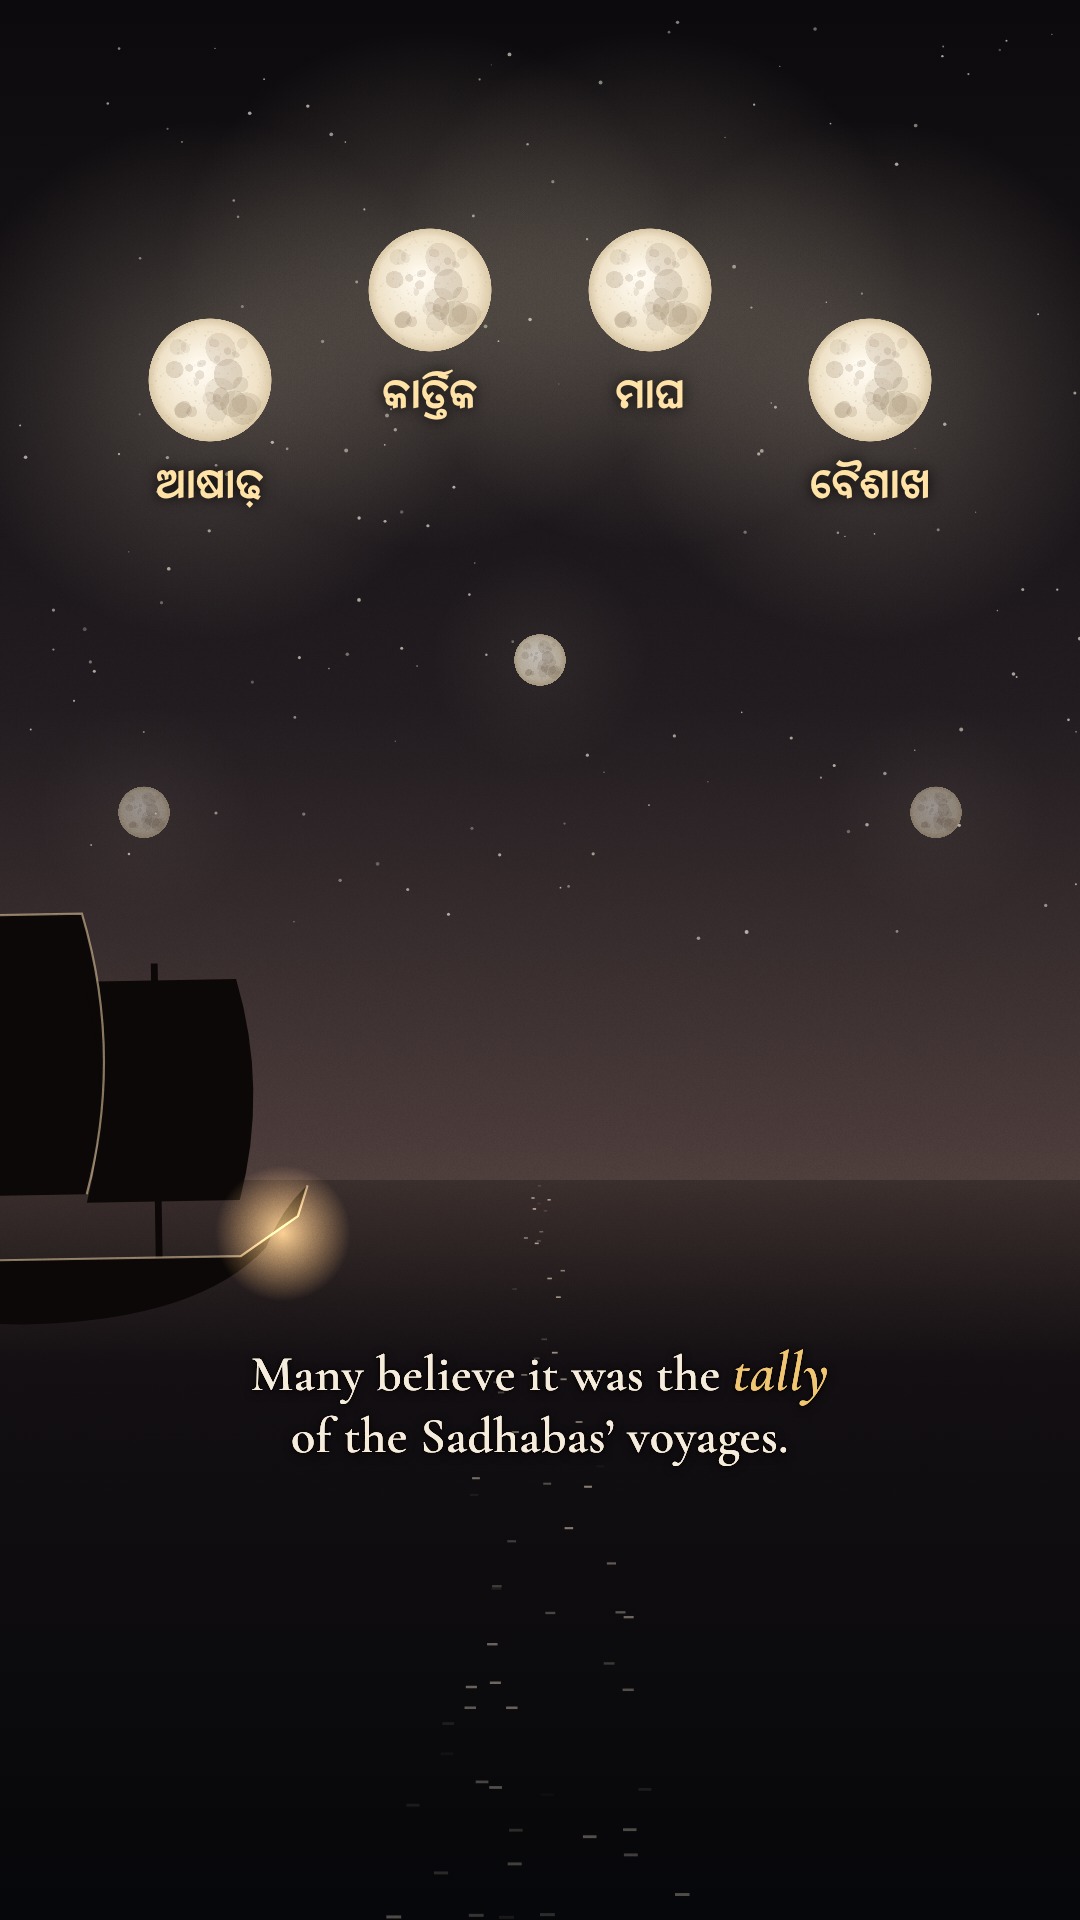 କାର୍ତ୍ତିକ ମାଘ
ଆଷାଢ଼ ବୈଶାଖ
Many believe it was the tally
of the Sadhabas’ voyages.